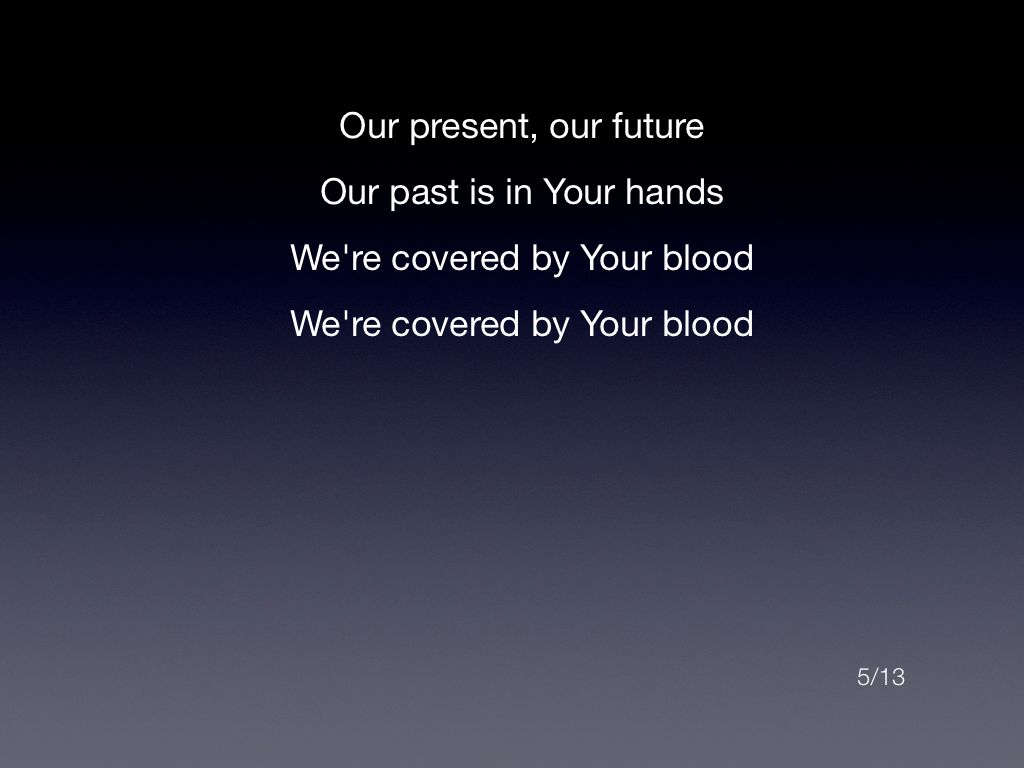 Our present, our future
Our past is in Your hands
We're covered by Your blood
We're covered by Your blood
5/13